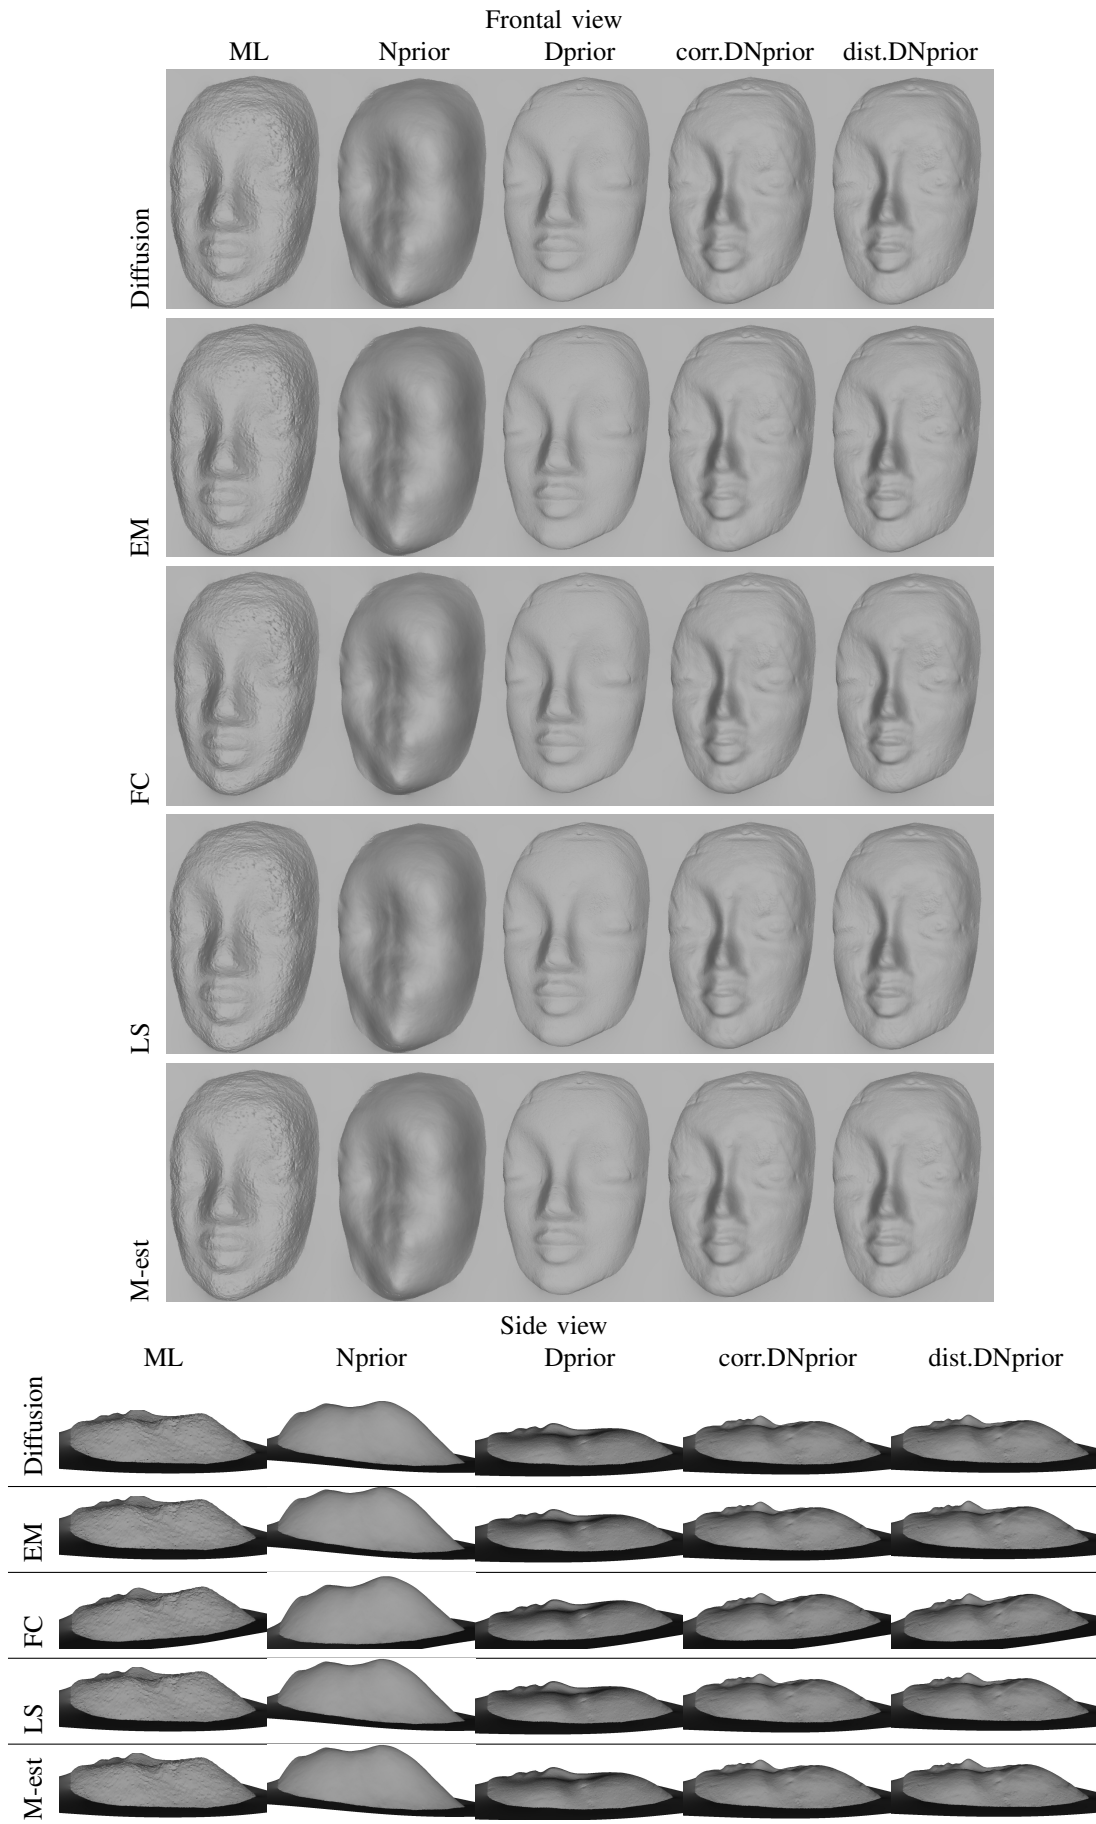 Frontal view
ML Nprior Dprior corr.DNprior dist.DNprior
Diffusion
EM
FC
LS
M-est
Side view
ML Nprior Dprior corr.DNprior dist.DNprior
Diffusion
EM
FC
LS
M-est